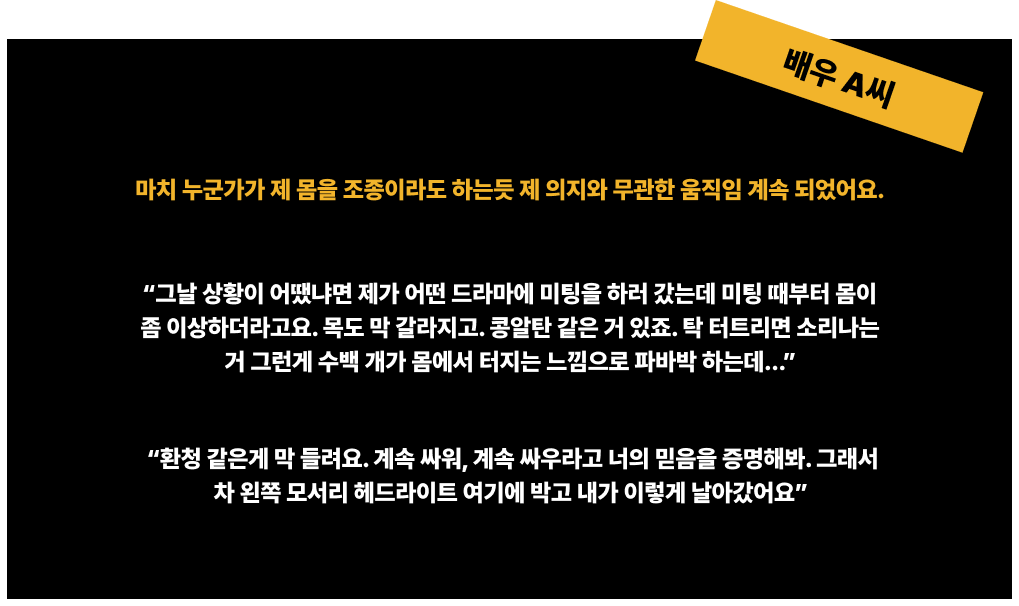 배우 A씨
마치 누군가가 제 몸을 조종이라도 하는듯 제 의지와 무관한 움직임 계속 되었어요.
“그날 상황이 어땠냐면 제가 어떤 드라마에 미팅을 하러 갔는데 미팅 때부터 몸이
좀 이상하더라고요. 목도 막 갈라지고. 콩알탄 같은 거 있죠. 탁 터트리면 소리나는
거 그런게 수백 개가 몸에서 터지는 느낌으로 파바박 하는데...”
“환청 같은게 막 들려요. 계속 싸워, 계속 싸우라고 너의 믿음을 증명해봐. 그래서
차 왼쪽 모서리 헤드라이트 여기에 박고 내가 이렇게 날아갔어요”